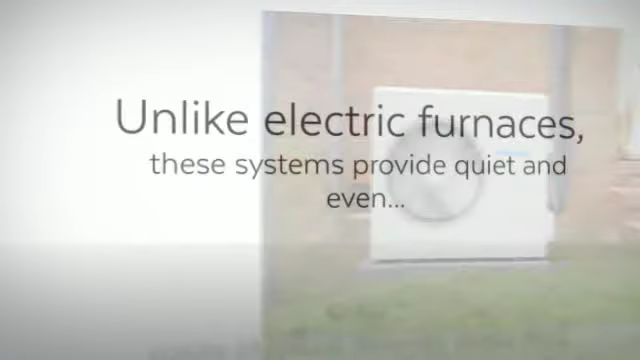 Unlike electric furnaces,
these systems provide quiet and
even...